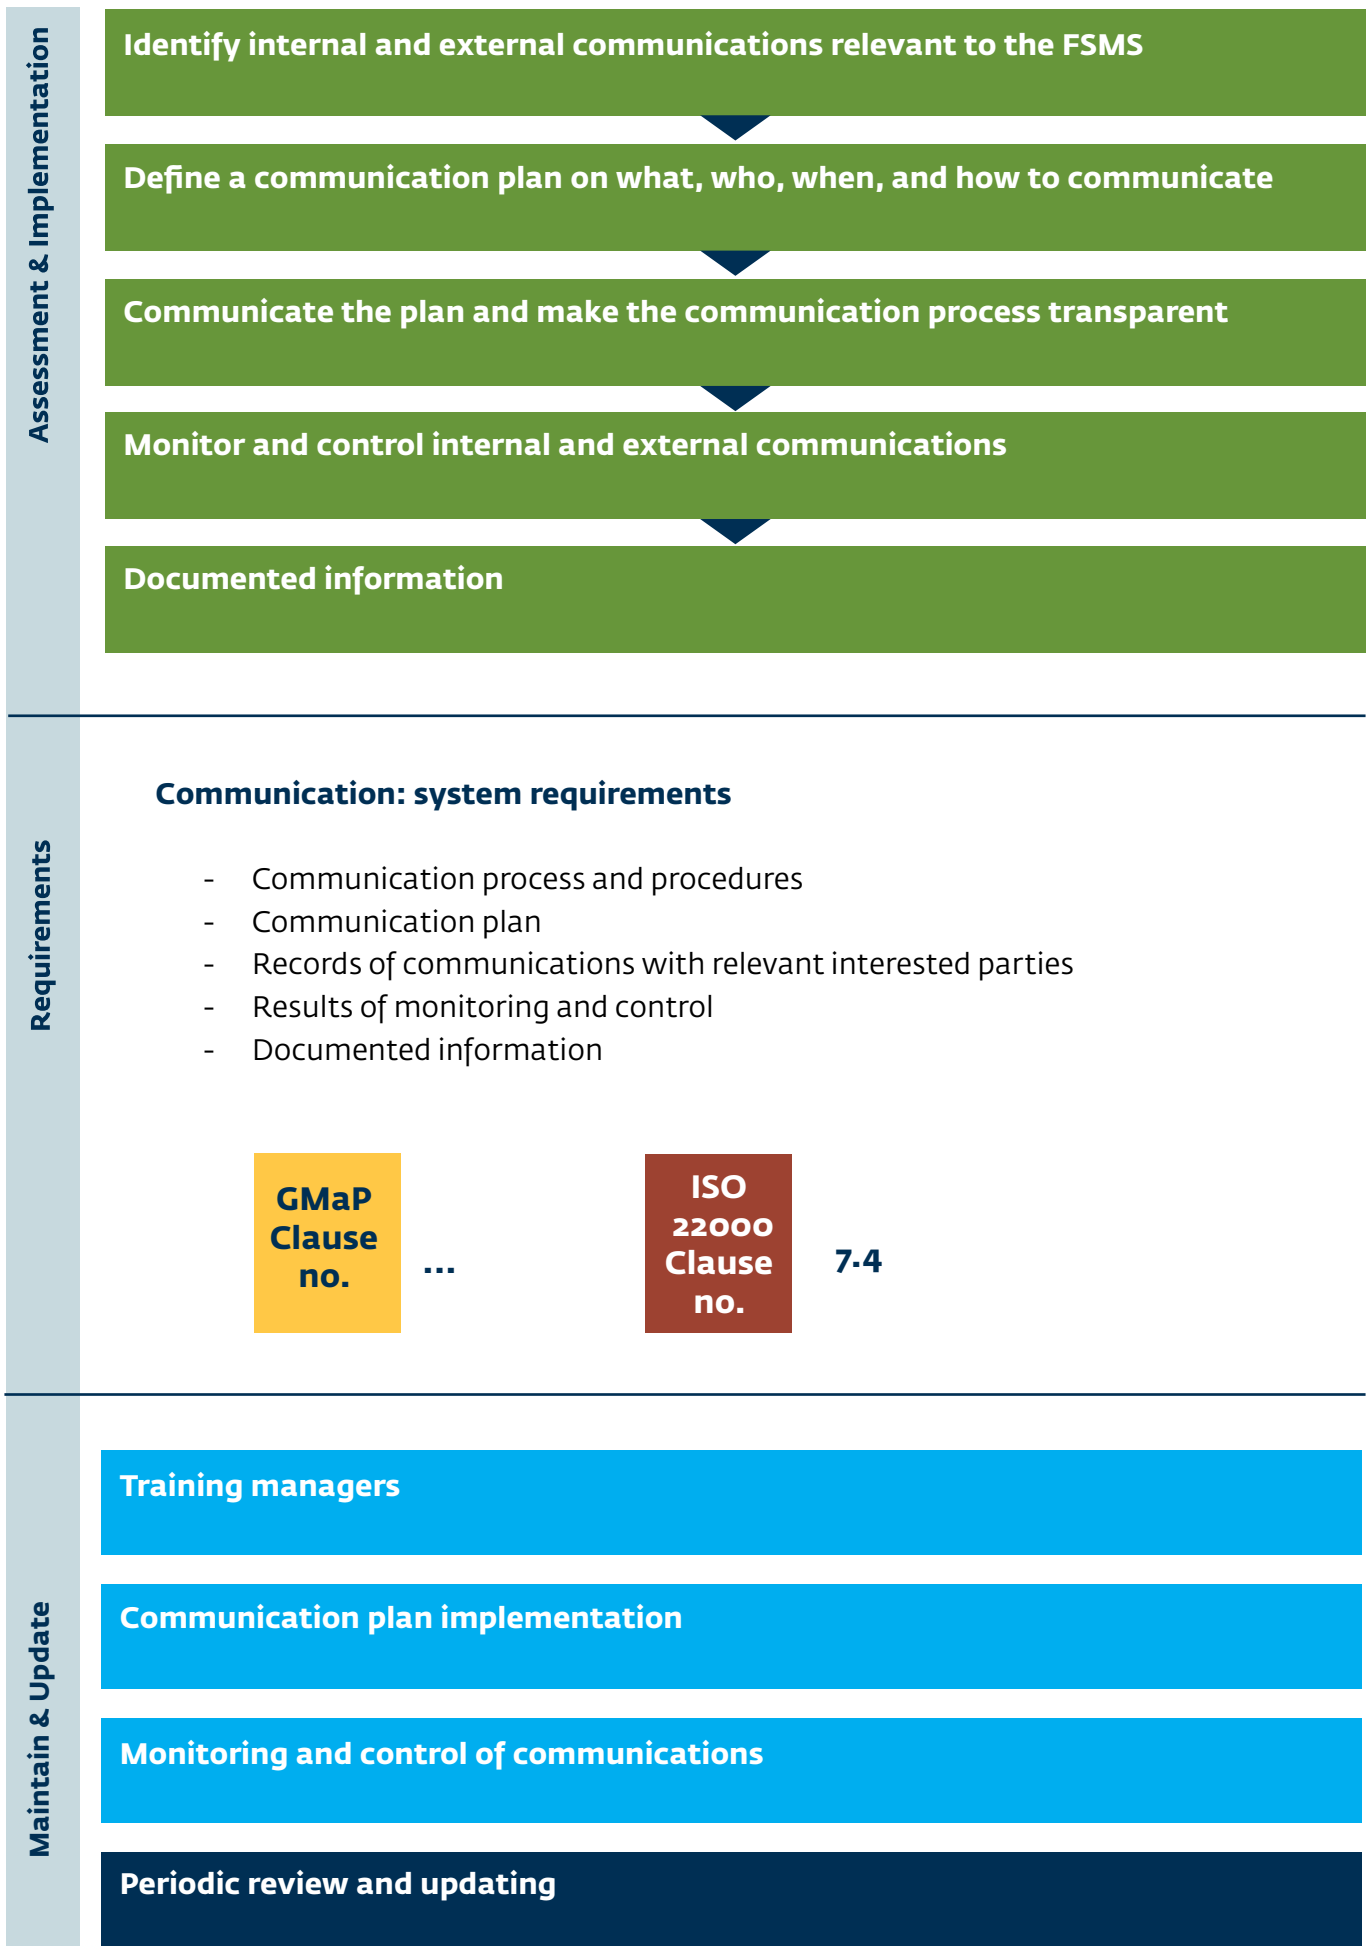 Assessment & Implementation
Identify internal and external communications relevant to the FSMS
Define a communication plan on what, who, when, and how to communicate
Communicate the plan and make the communication process transparent
Monitor and control internal and external communications
Documented information
Requirements
Communication: system requirements
- Communication process and procedures
- Communication plan
- Records of communications with relevant interested parties
- Results of monitoring and control
- Documented information
GMaP
Clause
no.
...
ISO
22000
Clause
no.
7.4
Maintain & Update
Training managers
Communication plan implementation
Monitoring and control of communications
Periodic review and updating